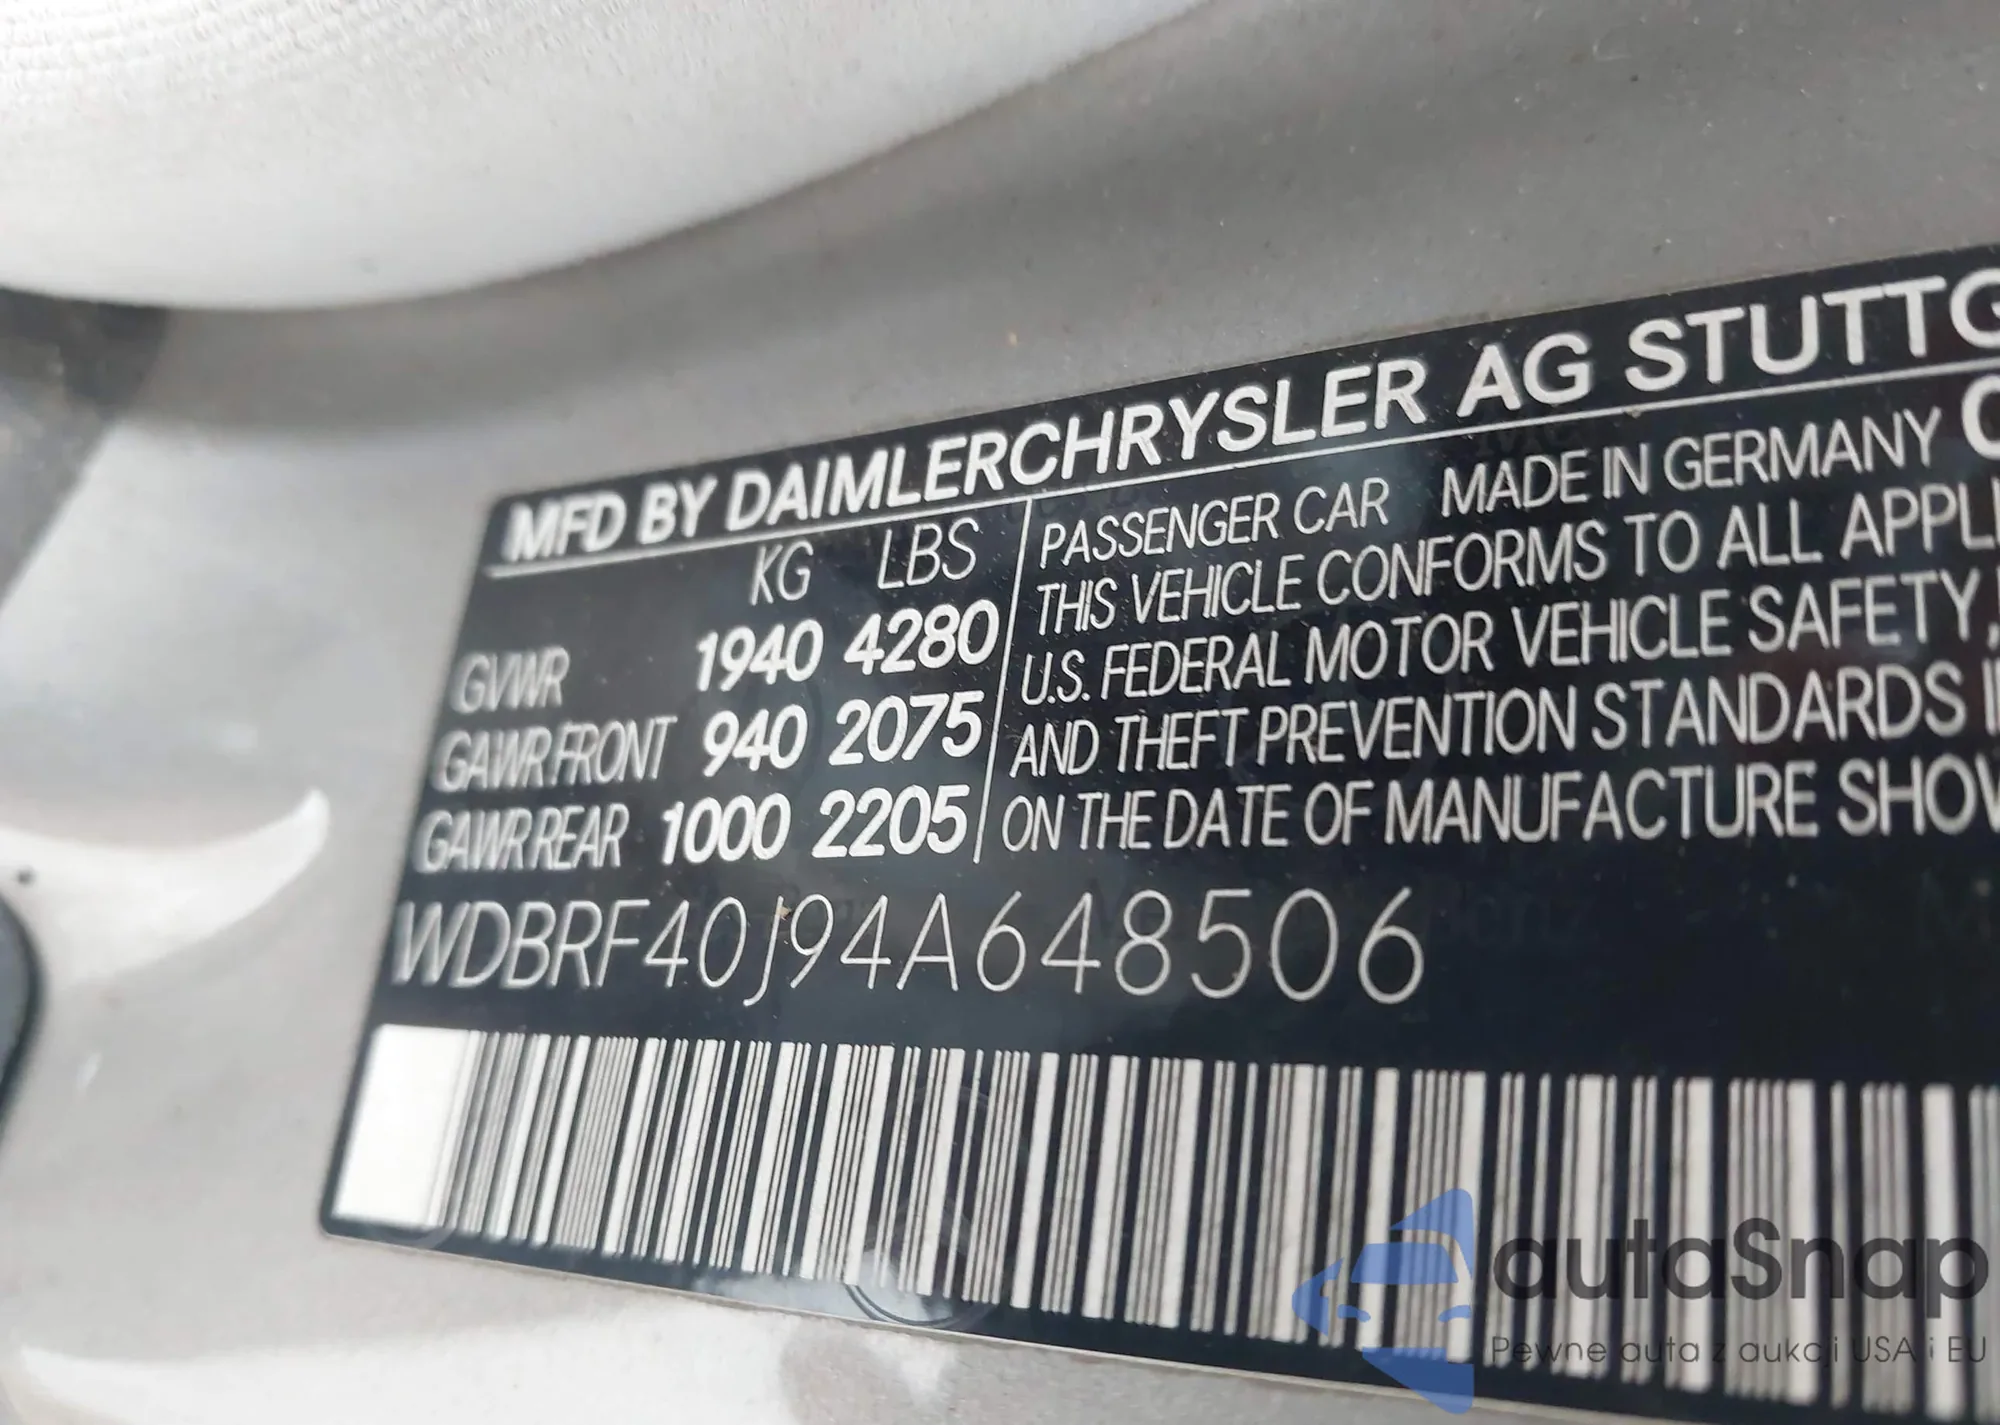 MFD BY DAIMLERCHRYSLER AG STUTTG
KG LBS
GVWR 1940 4280
GAWR.FRONT 940 2075
GAWR REAR 1000 2205
PASSENGER CAR MADE IN GERMANY
THIS VEHICLE CONFORMS TO ALL APPLI
U.S. FEDERAL MOTOR VEHICLE SAFETY,
AND THEFT PREVENTION STANDARDS I
ON THE DATE OF MANUFACTURE SHOW
WDBRF40J94A648506
autaSnap
Pewne auta z aukcji USA i EU